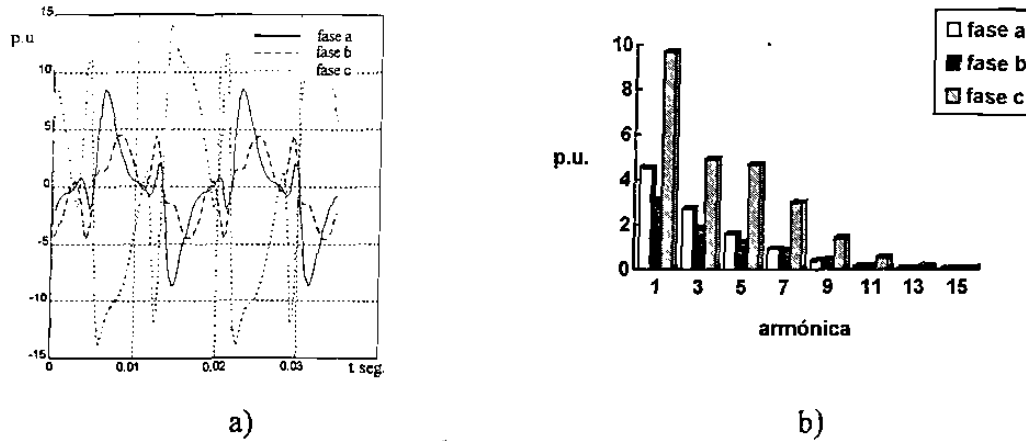 15
p.u
10
5
0
-5
-10
-15
0
0.01
0.02
0.03
t. seg.
fase a
fase b
fase c
a)
10
8
6
4
2
0
p.u.
1 3 5 7 9 11 13 15
armónica
fase a
fase b
fase c
b)